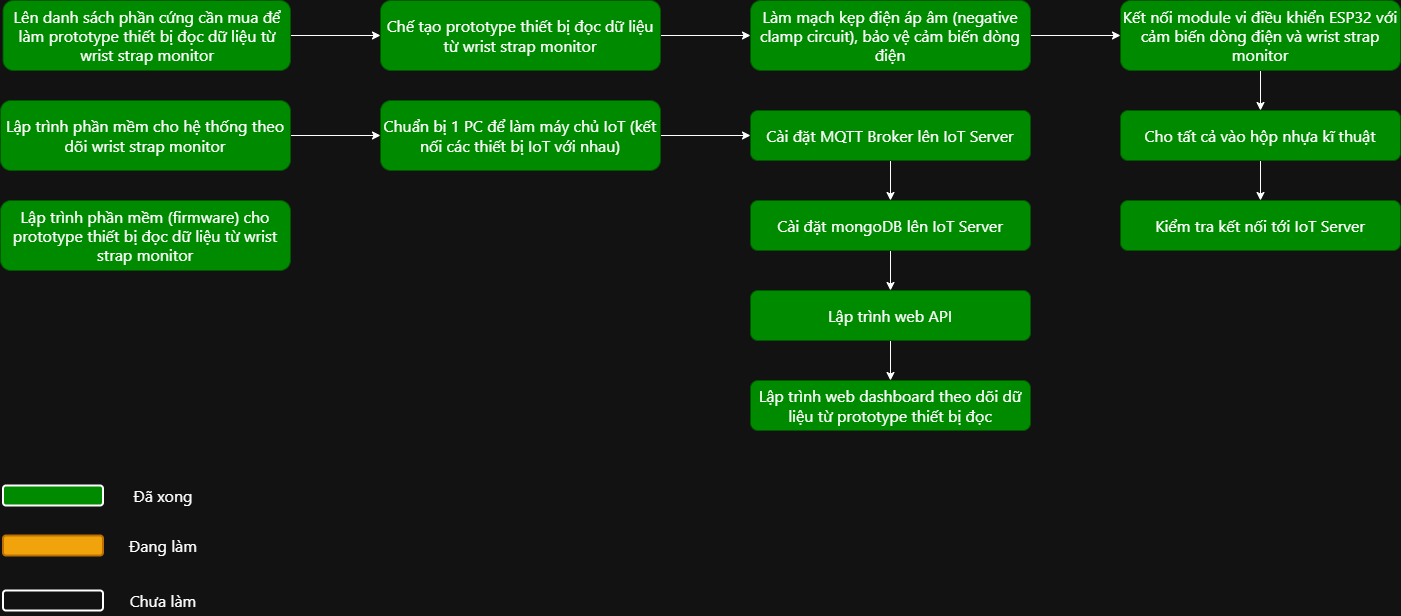 Lên danh sách phần cứng cần mua để
làm prototype thiết bị đọc dữ liệu từ
wrist strap monitor
Chế tạo prototype thiết bị đọc dữ liệu
từ wrist strap monitor
Làm mạch kẹp điện áp âm (negative
clamp circuit), bảo vệ cảm biến dòng
điện
Kết nối module vi điều khiển ESP32 với
cảm biến dòng điện và wrist strap
monitor
Lập trình phần mềm cho hệ thống theo
dõi wrist strap monitor
Chuẩn bị 1 PC để làm máy chủ IoT (kết
nối các thiết bị IoT với nhau)
Cài đặt MQTT Broker lên IoT Server
Cho tất cả vào hộp nhựa kĩ thuật
Lập trình phần mềm (firmware) cho
prototype thiết bị đọc dữ liệu từ wrist
strap monitor
Cài đặt mongoDB lên IoT Server
Kiểm tra kết nối tới IoT Server
Lập trình web API
Lập trình web dashboard theo dõi dữ
liệu từ prototype thiết bị đọc
Đã xong
Đang làm
Chưa làm